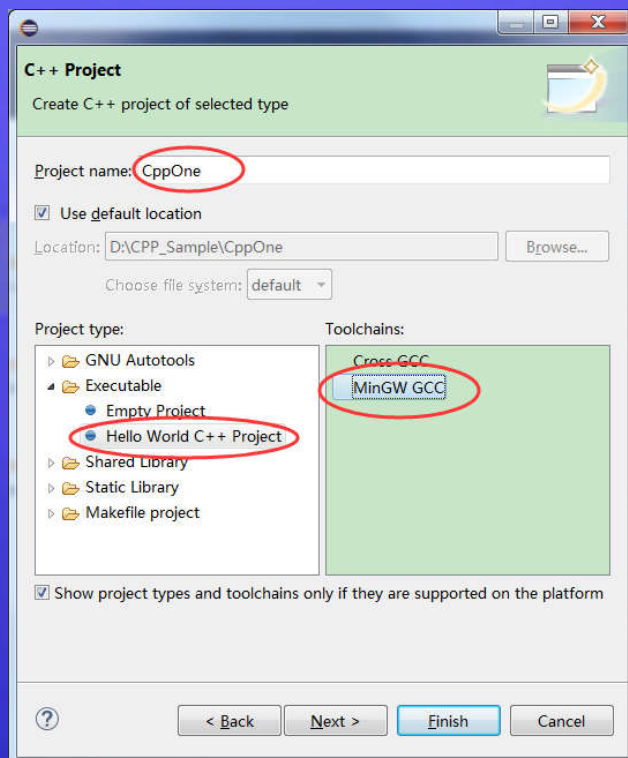 C++ Project
Create C++ project of selected type
Project name: CppOne
Use default location
Location: D:\CPP_Sample\CppOne Browse...
Choose file system: default
Project type:
GNU Autotools
Executable
Empty Project
Hello World C++ Project
Shared Library
Static Library
Makefile project
Toolchains:
Cross GCC
MinGW GCC
Show project types and toolchains only if they are supported on the platform
? < Back Next > Finish Cancel